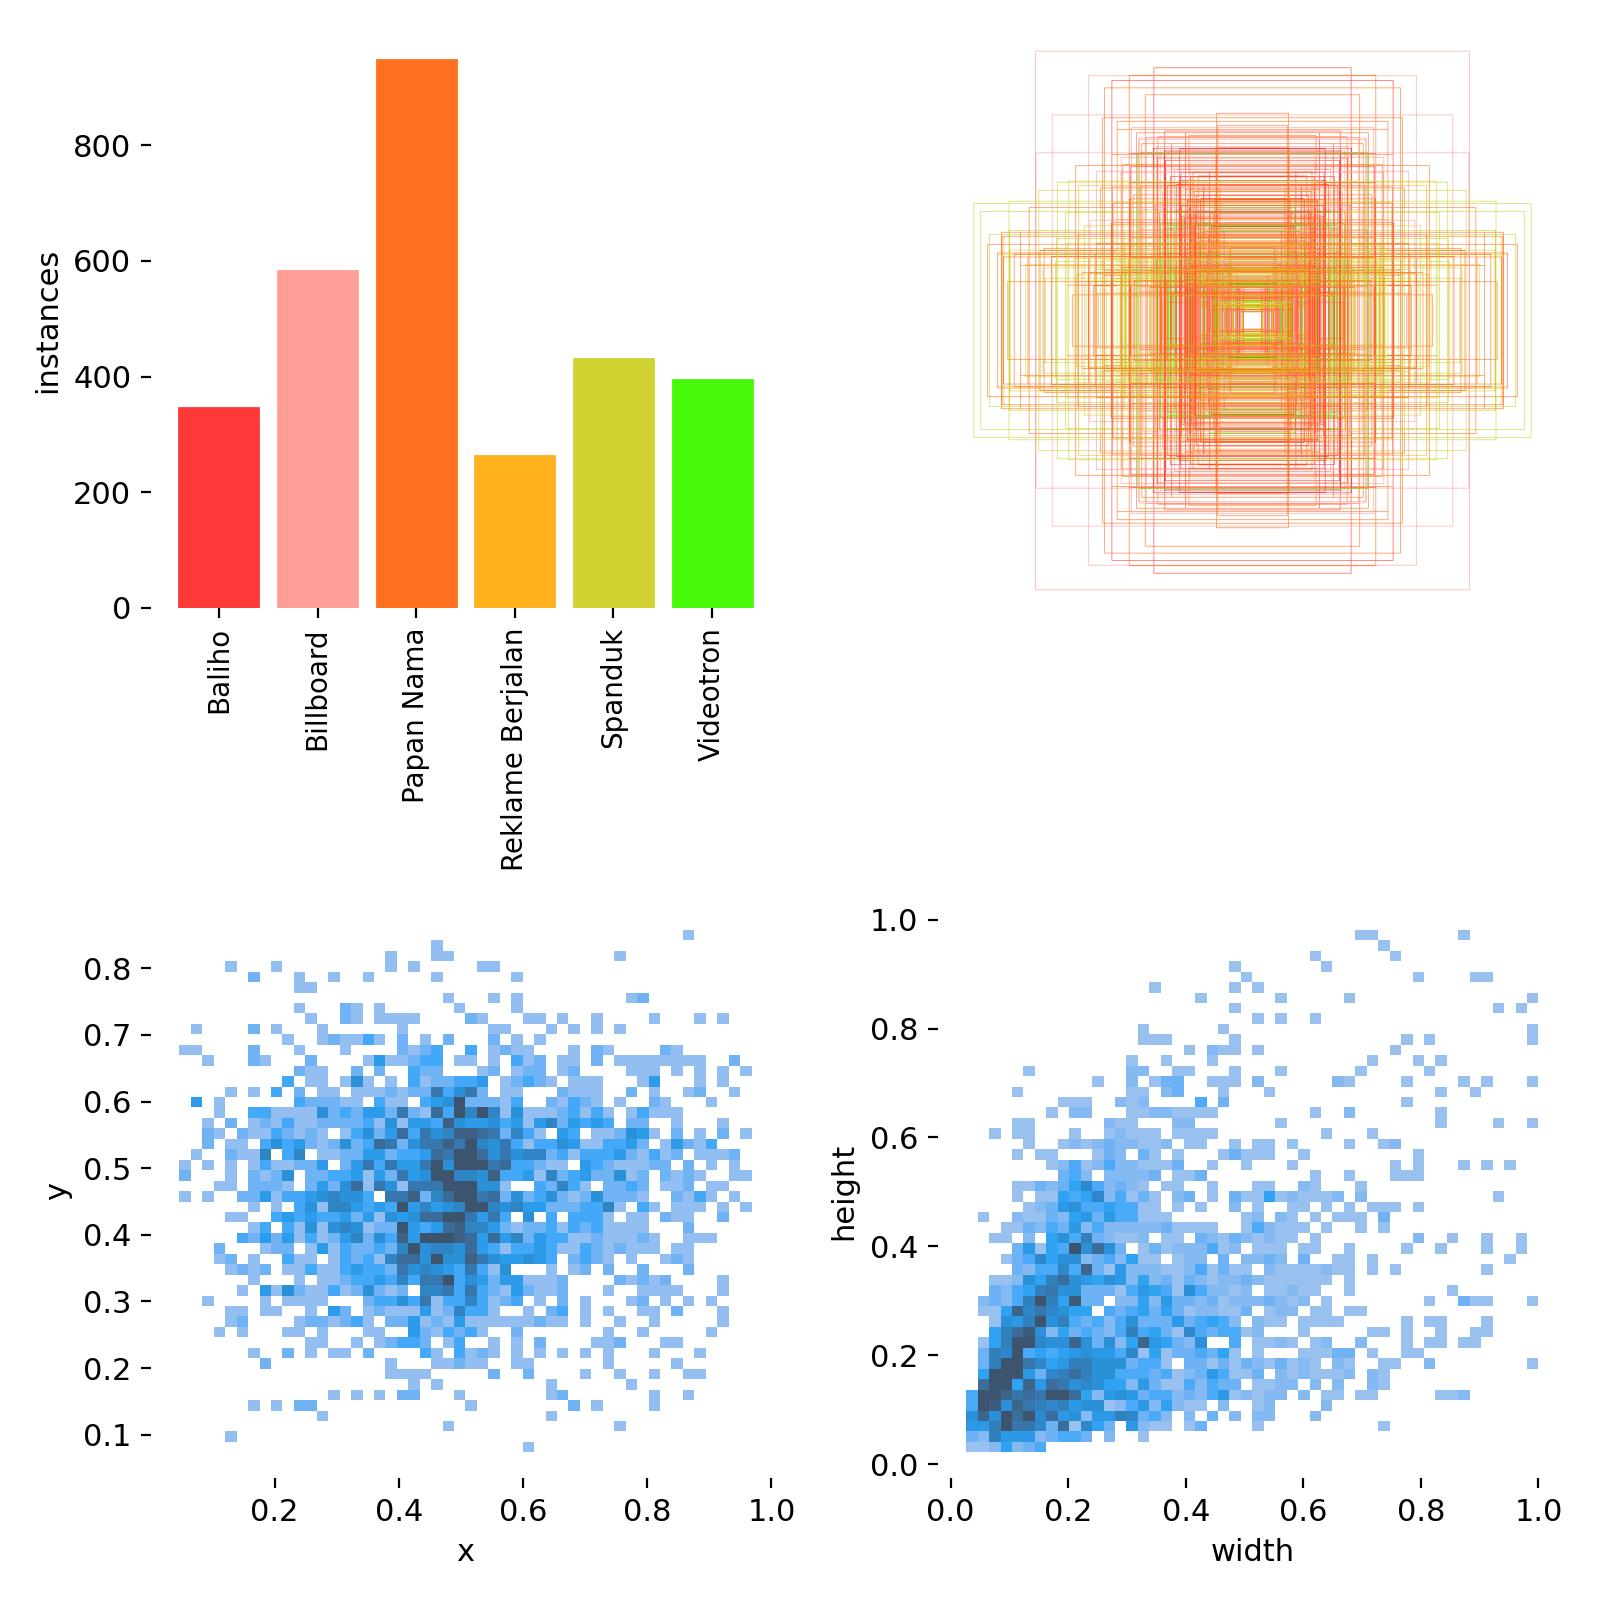 instances
800
600
400
200
0
Baliho
Billboard
Papan Nama
Reklame Berjalan
Spanduk
Videotron
y
0.8
0.7
0.6
0.5
0.4
0.3
0.2
0.1
0.2 0.4 0.6 0.8 1.0
x
height
1.0
0.8
0.6
0.4
0.2
0.0
0.0 0.2 0.4 0.6 0.8 1.0
width